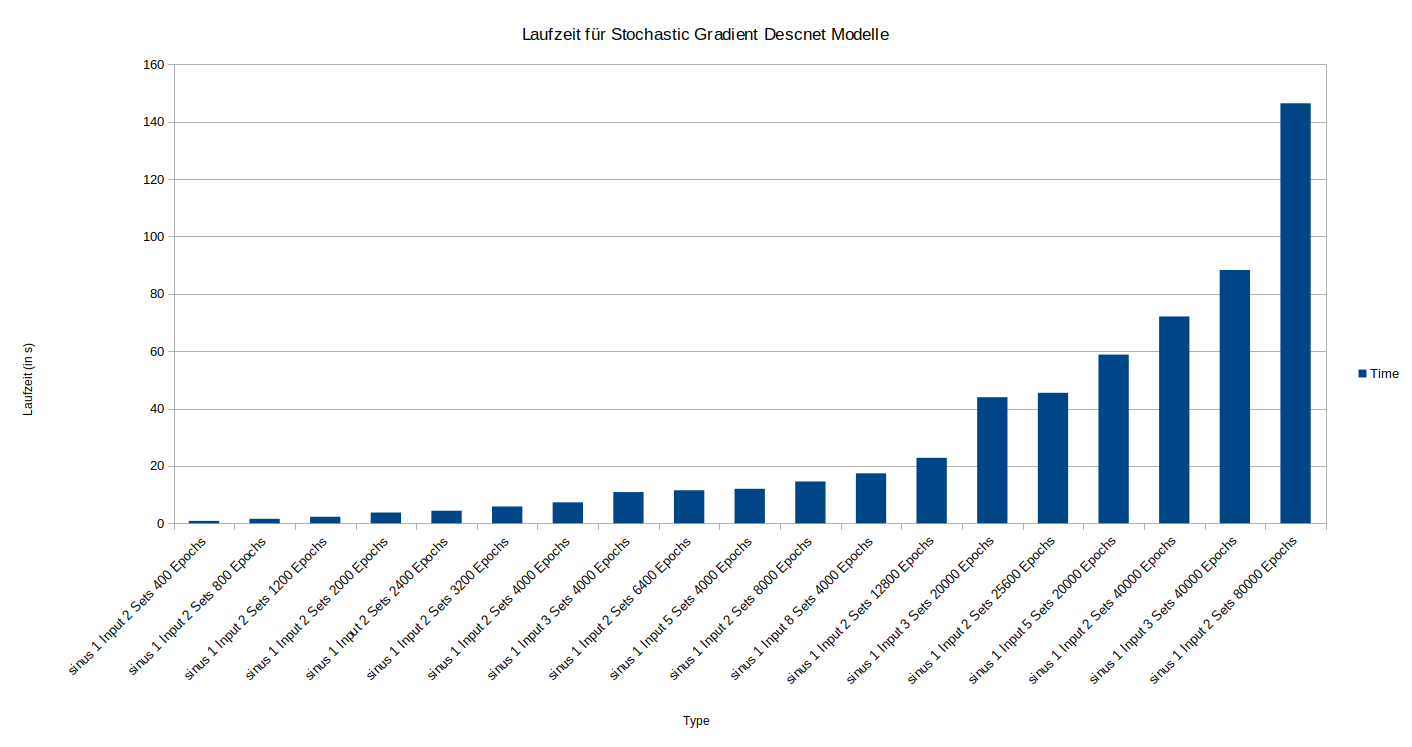 Laufzeit für Stochastic Gradient Descnet Modelle
160
140
120
100
80
60
40
20
0
Laufzeit (in s)
Time
sinus 1 Input 2 Sets 400 Epochs
sinus 1 Input 2 Sets 800 Epochs
sinus 1 Input 2 Sets 1200 Epochs
sinus 1 Input 2 Sets 2000 Epochs
sinus 1 Input 2 Sets 2400 Epochs
sinus 1 Input 2 Sets 3200 Epochs
sinus 1 Input 2 Sets 4000 Epochs
sinus 1 Input 3 Sets 4000 Epochs
sinus 1 Input 2 Sets 6400 Epochs
sinus 1 Input 5 Sets 4000 Epochs
sinus 1 Input 2 Sets 8000 Epochs
sinus 1 Input 8 Sets 4000 Epochs
sinus 1 Input 2 Sets 12800 Epochs
sinus 1 Input 3 Sets 20000 Epochs
sinus 1 Input 2 Sets 25600 Epochs
sinus 1 Input 5 Sets 20000 Epochs
sinus 1 Input 2 Sets 40000 Epochs
sinus 1 Input 3 Sets 40000 Epochs
sinus 1 Input 2 Sets 80000 Epochs
Type